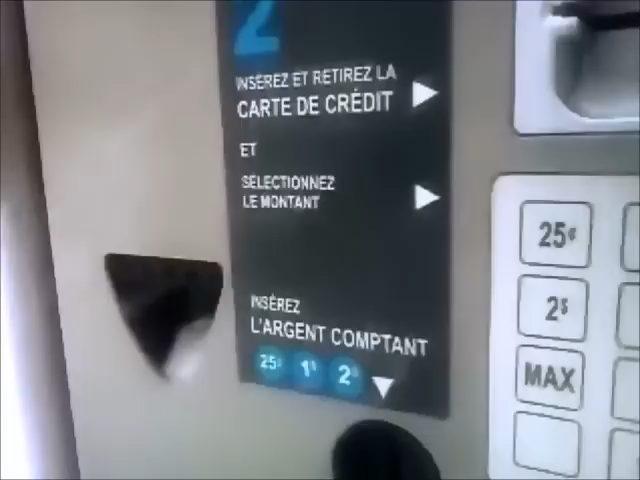 2
INSÉREZ ET RETIREZ LA
CARTE DE CRÉDIT
ET
SÉLECTIONNEZ
LE MONTANT
INSÉREZ
L'ARGENT COMPTANT
25¢ 1$ 2$
25¢
2$
MAX